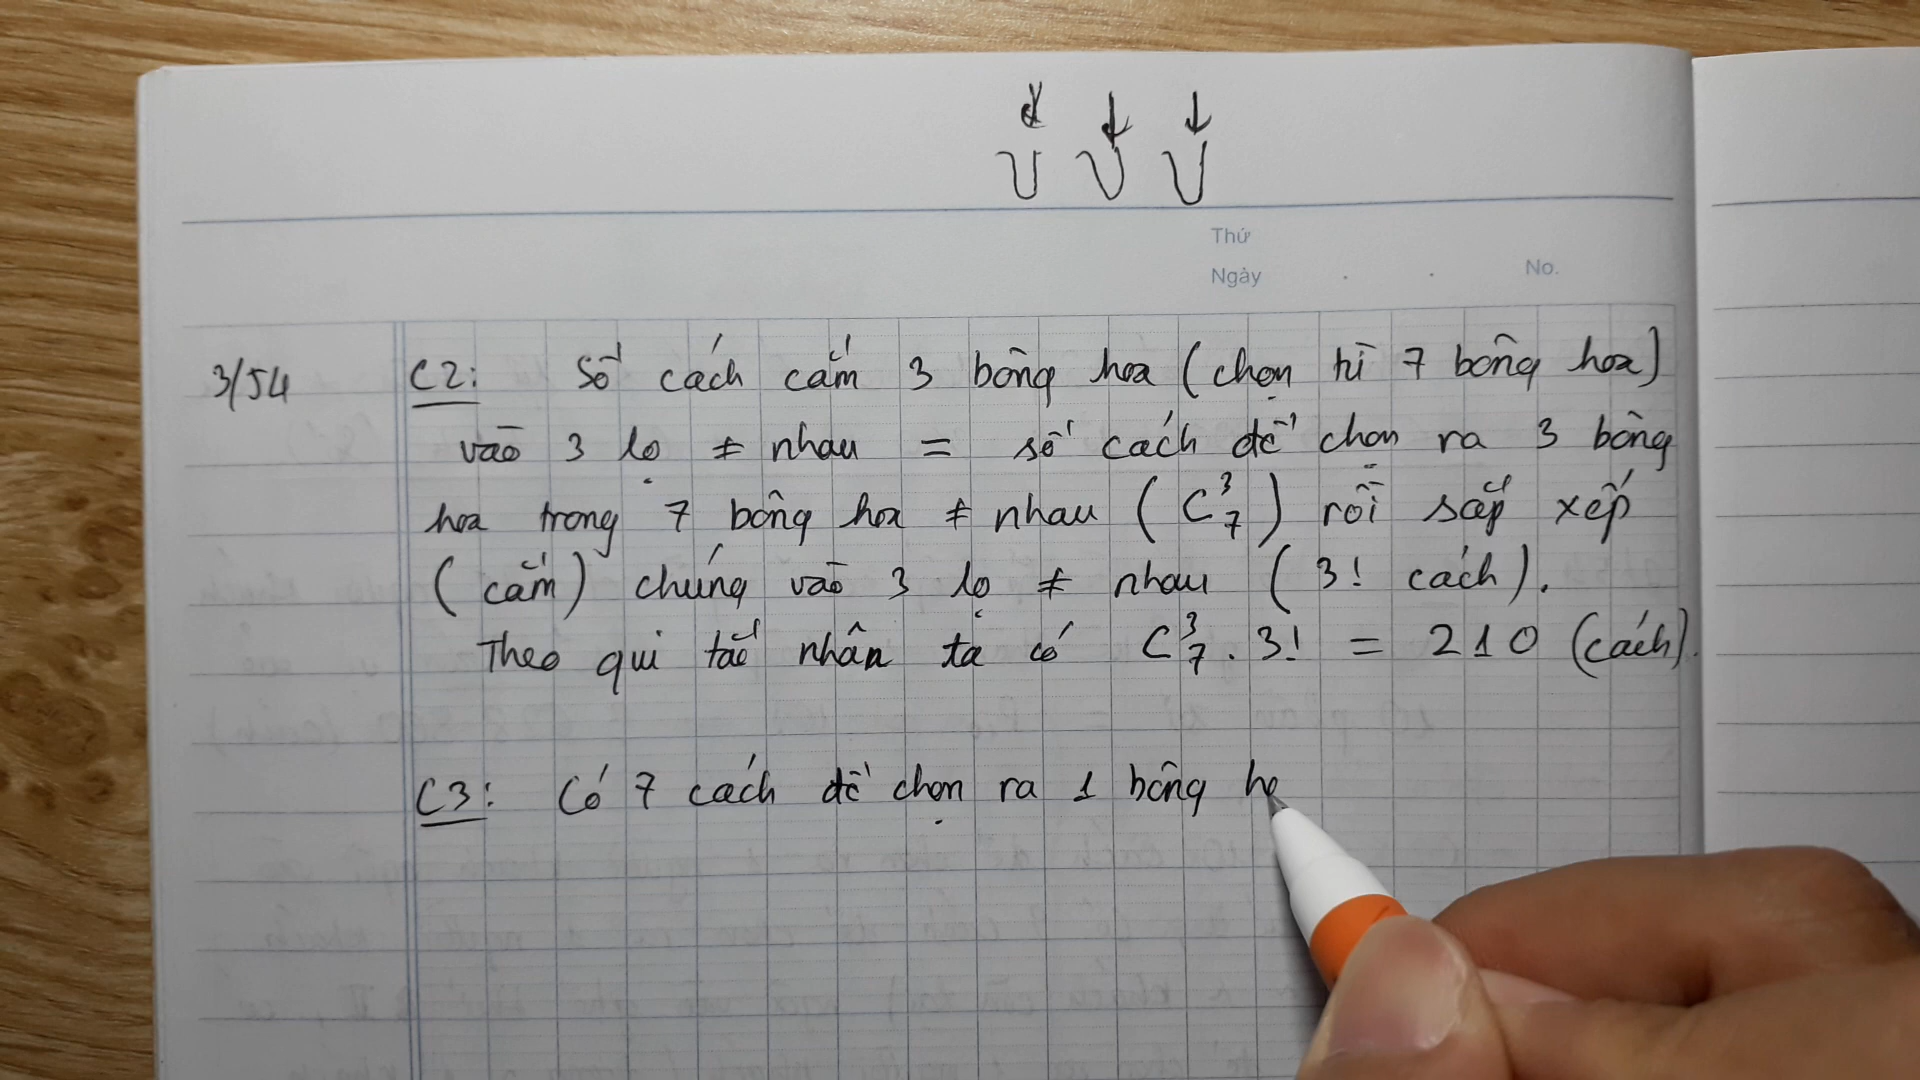 Thứ
Ngày . . No.
3/54 C2: Số cách cắm 3 bông hoa (chọn từ 7 bông hoa)
vào 3 lọ ≠ nhau = số cách để chọn ra 3 bông
hoa trong 7 bông hoa ≠ nhau (C³₇) rồi sắp xếp
(cắm) chúng vào 3 lọ ≠ nhau (3! cách).
Theo qui tắc nhân ta có C³₇ . 3! = 210 (cách).
C3: Có 7 cách để chọn ra 1 bông ho